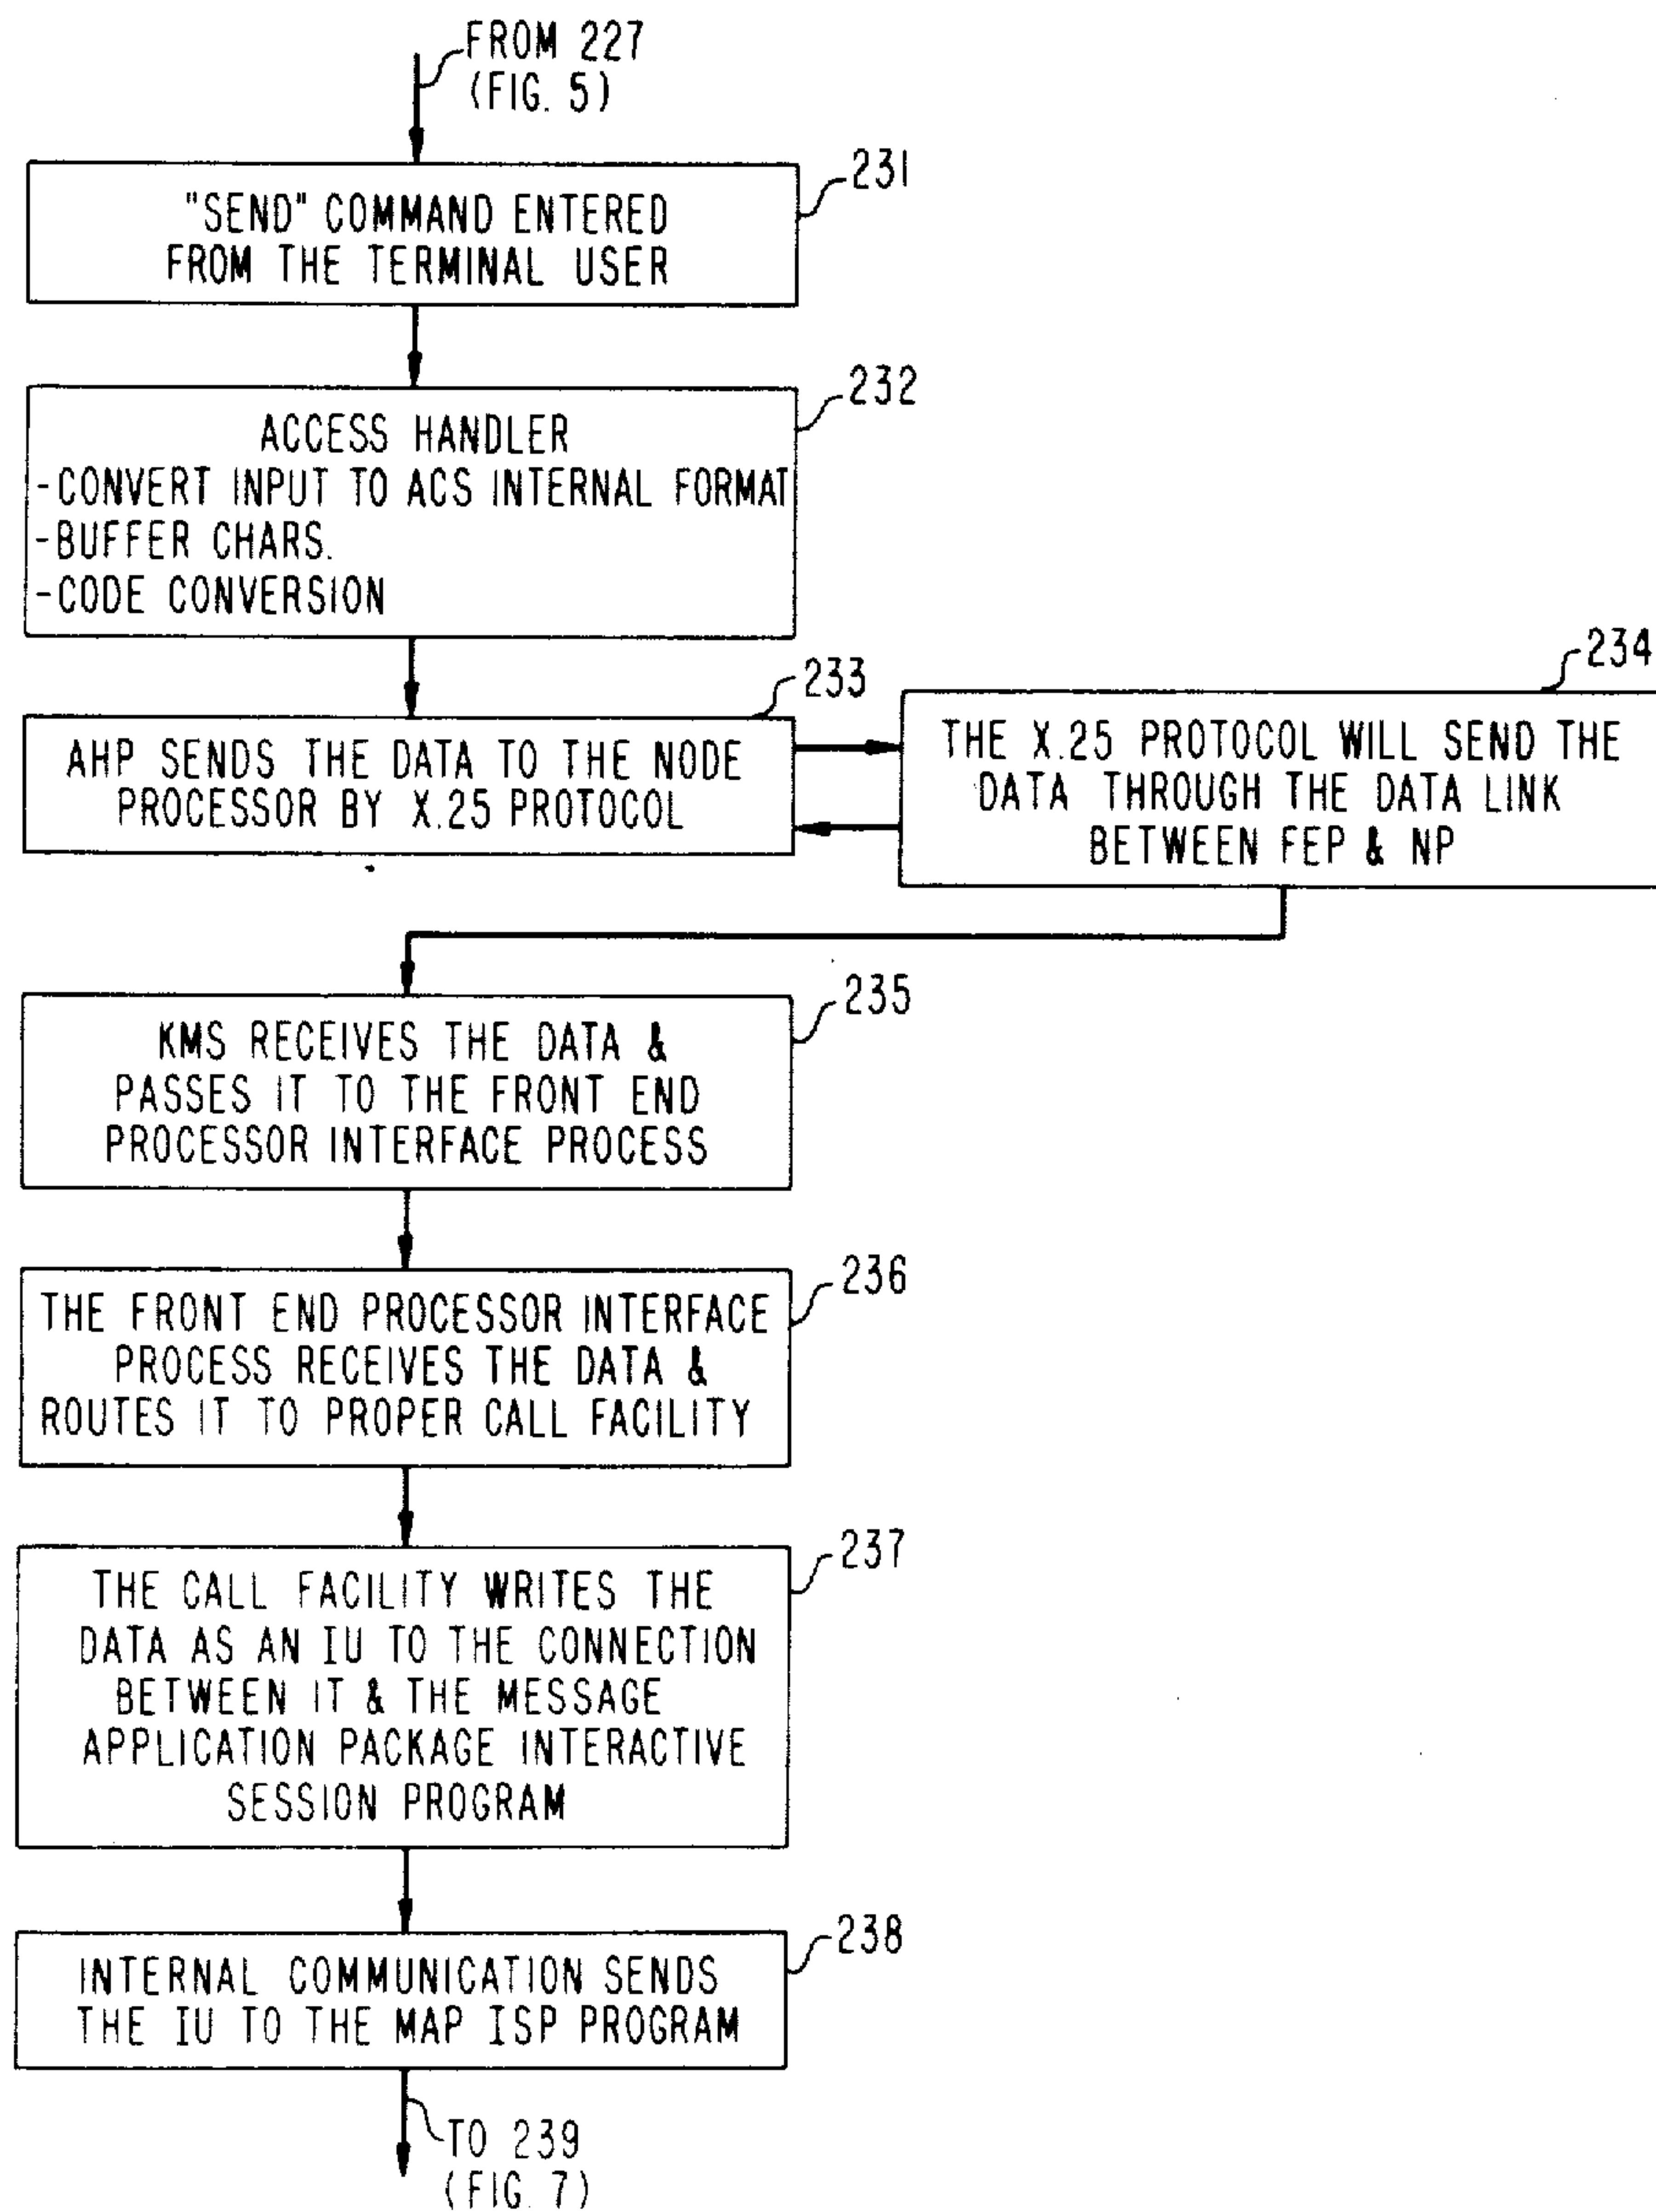 FROM 227
(FIG. 5)
231
"SEND" COMMAND ENTERED
FROM THE TERMINAL USER
232
ACCESS HANDLER
-CONVERT INPUT TO ACS INTERNAL FORMAT
-BUFFER CHARS.
-CODE CONVERSION
233
AHP SENDS THE DATA TO THE NODE
PROCESSOR BY X.25 PROTOCOL
234
THE X.25 PROTOCOL WILL SEND THE
DATA THROUGH THE DATA LINK
BETWEEN FEP & NP
235
KMS RECEIVES THE DATA &
PASSES IT TO THE FRONT END
PROCESSOR INTERFACE PROCESS
236
THE FRONT END PROCESSOR INTERFACE
PROCESS RECEIVES THE DATA &
ROUTES IT TO PROPER CALL FACILITY
237
THE CALL FACILITY WRITES THE
DATA AS AN IU TO THE CONNECTION
BETWEEN IT & THE MESSAGE
APPLICATION PACKAGE INTERACTIVE
SESSION PROGRAM
238
INTERNAL COMMUNICATION SENDS
THE IU TO THE MAP ISP PROGRAM
TO 239
(FIG. 7)